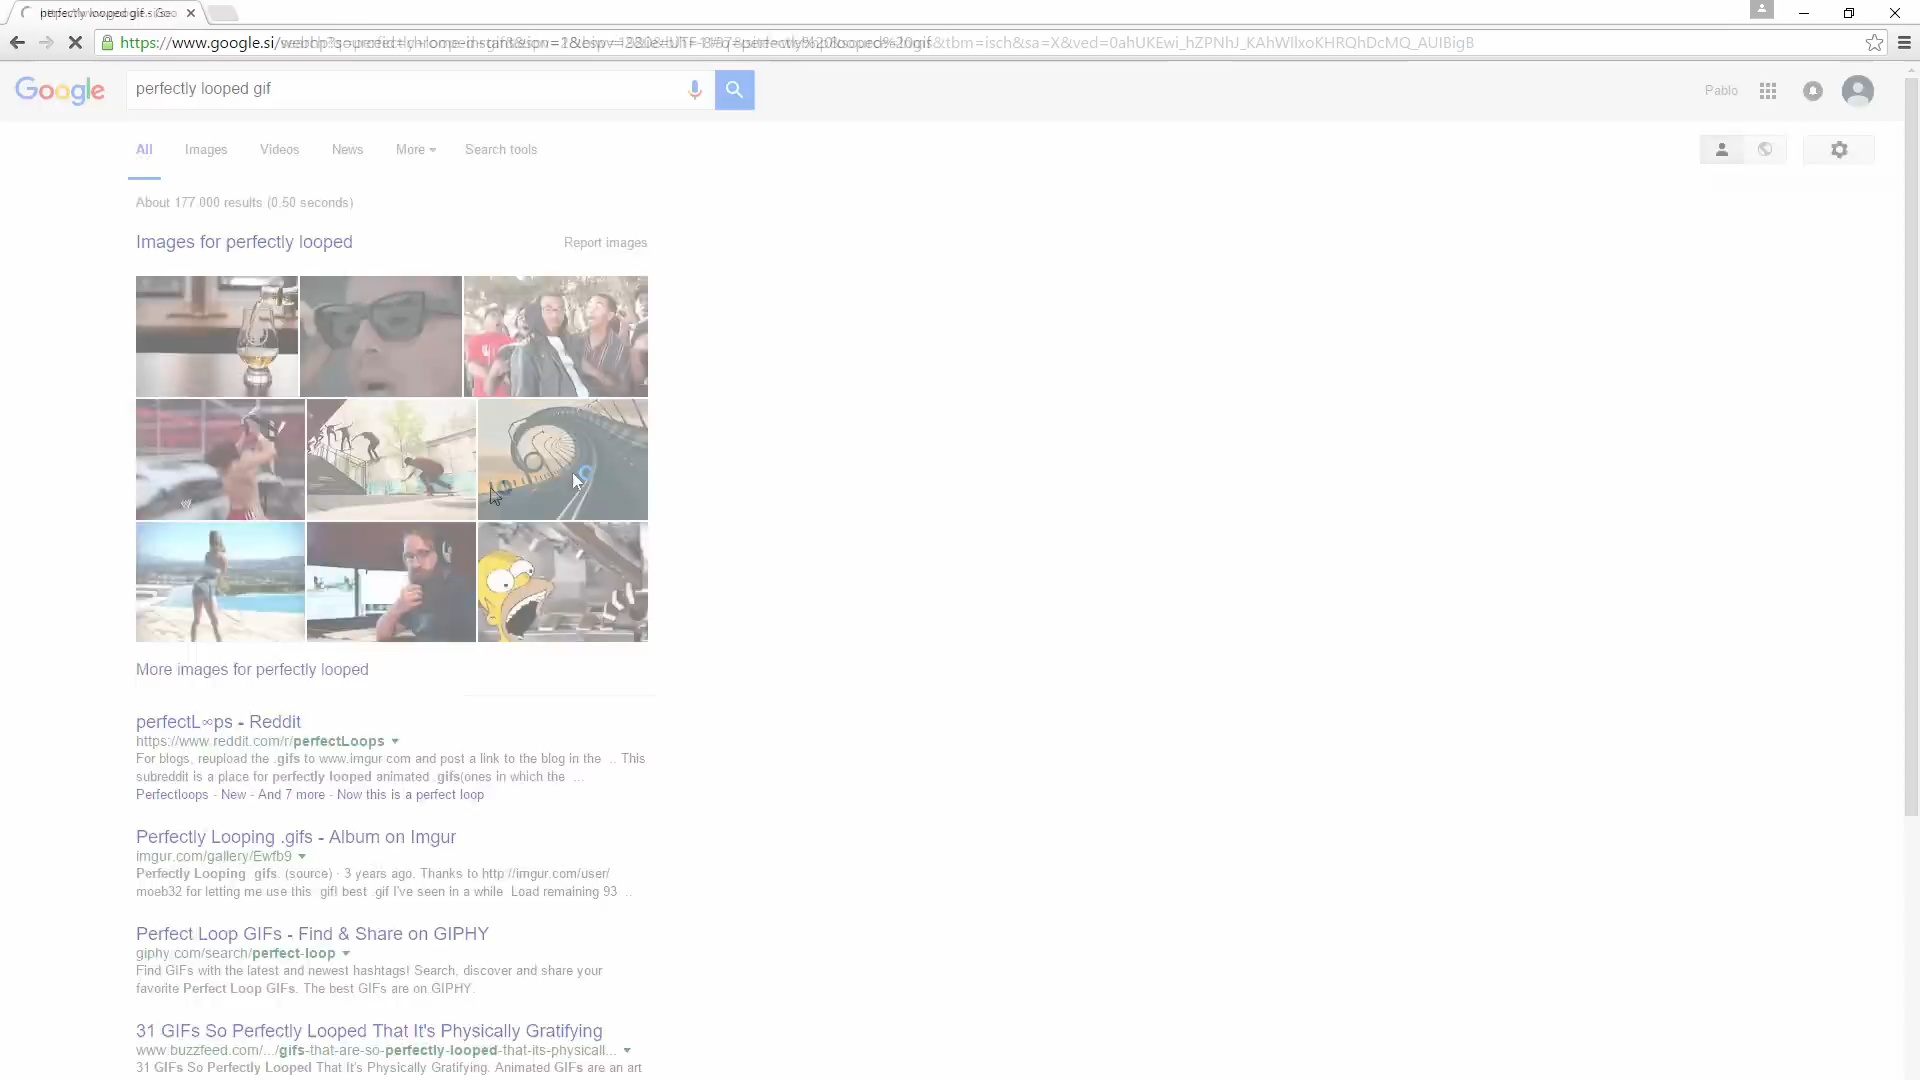 perfectly looped gif - Goo
https://www.google.si/
tbm=isch&sa=X&ved=0ahUKEwi_hZPNhJ_KAhWIlxoKHRQhDcMQ_AUIBigB
Google
perfectly looped gif
Pablo
All
Images
Videos
News
More
Search tools
About 177.000 results (0,50 seconds)
Images for perfectly looped
Report images
More images for perfectly looped
perfectL∞ps - Reddit
https://www.reddit.com/r/perfectLoops
For blogs, reupload the .gifs to www.imgur.com and post a link to the blog in the ... This
subreddit is a place for perfectly looped animated .gifs(ones in which the ...
Perfectloops - New - And 7 more - Now this is a perfect loop
Perfectly Looping .gifs - Album on Imgur
imgur.com/gallery/Ewfb9
Perfectly Looping .gifs. (source) · 3 years ago. Thanks to http://imgur.com/user/
moeb32 for letting me use this .gif! best .gif I've seen in a while Load remaining 93 ...
Perfect Loop GIFs - Find & Share on GIPHY
giphy.com/search/perfect-loop
Find GIFs with the latest and newest hashtags! Search, discover and share your
favorite Perfect Loop GIFs. The best GIFs are on GIPHY.
31 GIFs So Perfectly Looped That It's Physically Gratifying
www.buzzfeed.com/.../gifs-that-are-so-perfectly-looped-that-its-physicall...
31 GIFs So Perfectly Looped That It's Physically Gratifying. Animated GIFs are an art